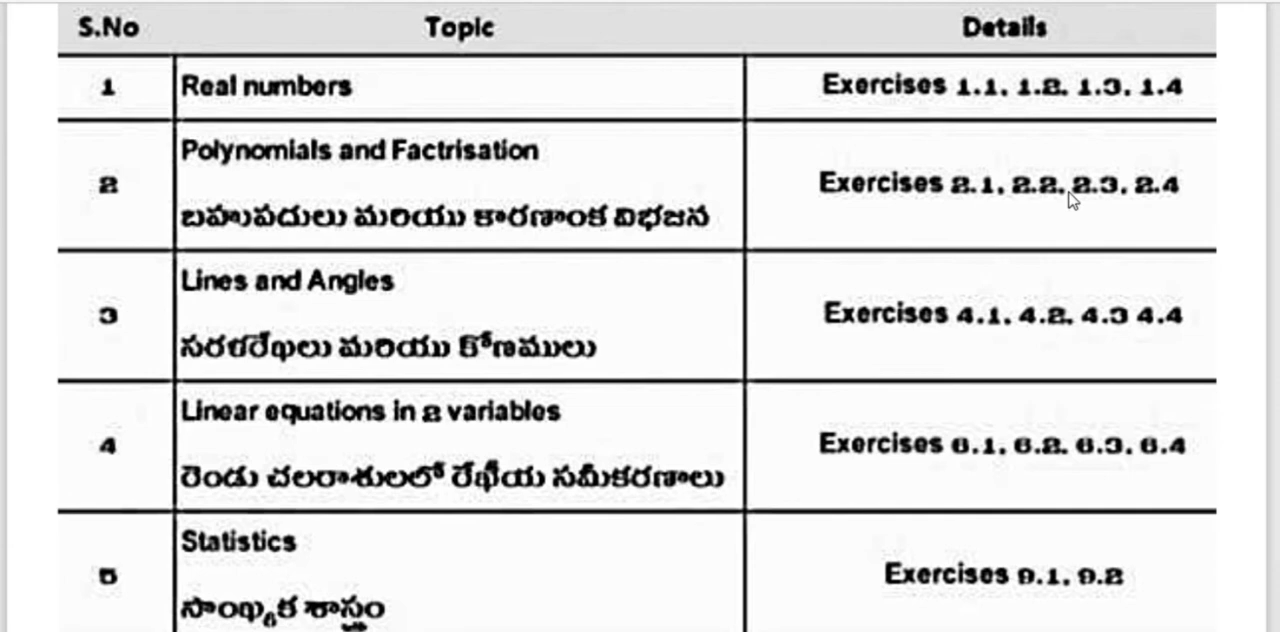 S.No Topic Details
1 Real numbers Exercises 1.1, 1.2, 1.3, 1.4
Polynomials and Factrisation
2 Exercises 2.1, 2.2, 2.3, 2.4
బహుపదులు మరియు కారణాంక విభజన
Lines and Angles
3 Exercises 4.1, 4.2, 4.3 4.4
సరళరేఖలు మరియు కోణములు
Linear equations in 2 variables
4 Exercises 6.1, 6.2, 6.3, 6.4
రెండు చలరాశులలో రేఖీయ సమీకరణాలు
Statistics
5 Exercises 9.1, 9.2
సాంఖ్యక శాస్త్రం